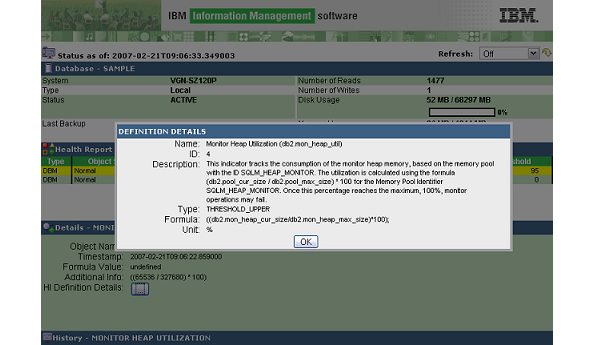 IBM Information Management software
IBM
Status as of: 2007-02-21T09:06:33.349003 Refresh: Off
Database - SAMPLE
System VGN-SZ120P Number of Reads 1477
Type Local Number of Writes 1
Status ACTIVE Disk Usage 52 MB / 68297 MB
0%
Last Backup
DEFINITION DETAILS
Name: Monitor Heap Utilization (db2.mon_heap_util)
ID: 4
Description: This indicator tracks the consumption of the monitor heap memory, based on the memory pool
with the ID SQLM_HEAP_MONITOR. The utilization is calculated using the formula
(db2.pool_cur_size / db2.pool_max_size) * 100 for the Memory Pool Identifier
SQLM_HEAP_MONITOR. Once this percentage reaches the maximum, 100%, monitor
operations may fail.
Type: THRESHOLD_UPPER
Formula: ((db2.mon_heap_cur_size/db2.mon_heap_max_size)*100);
Unit: %
OK
Health Report
Type Object shold
DBM Normal 95
DBM Normal 0
Details - MONI
Object Nam
Timestamp: 2007-02-21T09:06:22.859000
Formula Value: undefined
Additional Info: ((65536 / 327680) * 100)
HI Definition Details: ...
History - MONITOR HEAP UTILIZATION